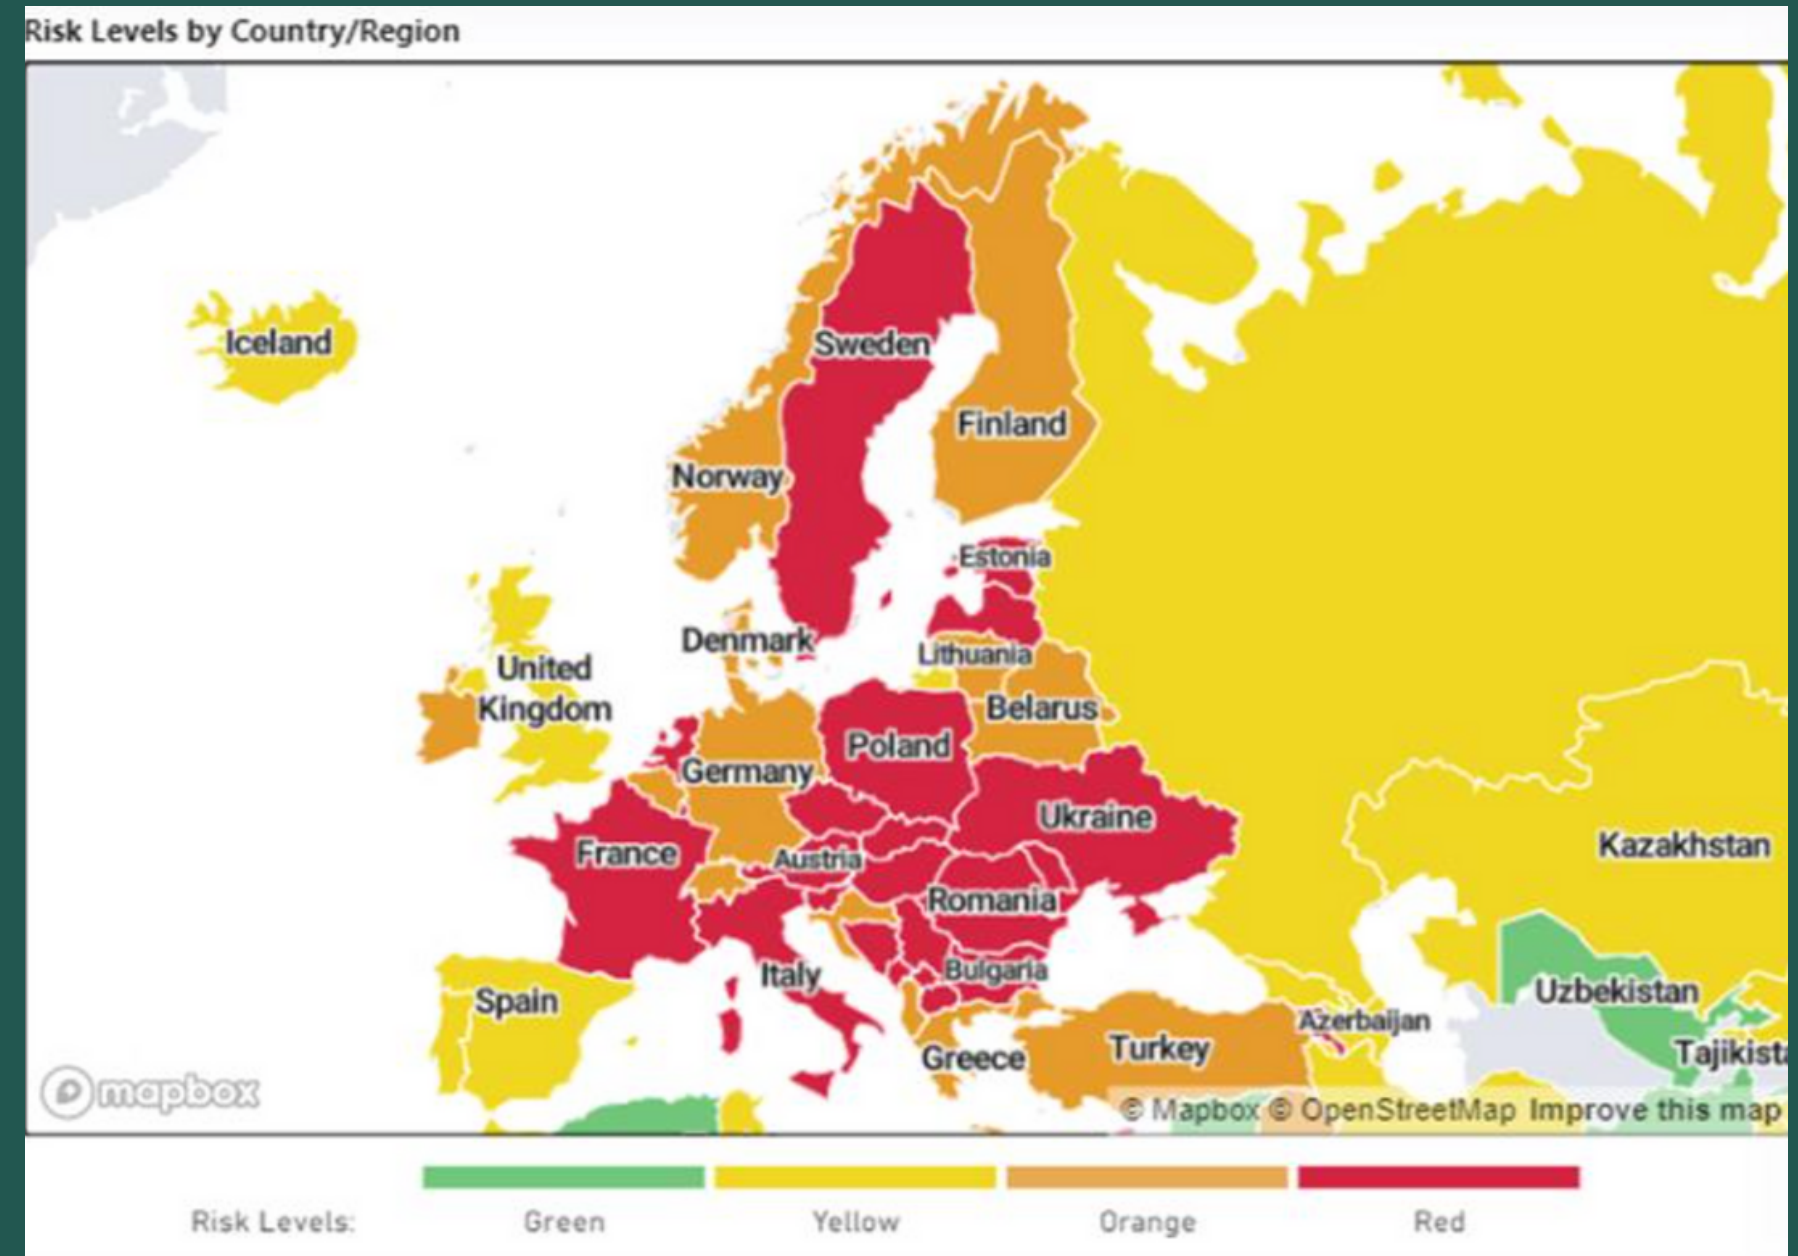 Risk Levels by Country/Region
Iceland
Sweden
Finland
Norway
Estonia
Denmark
Lithuania
United
Kingdom
Belarus
Poland
Germany
Ukraine
France
Austria
Kazakhstan
Romania
Italy
Bulgaria
Spain
Uzbekistan
Azerbaijan
Greece
Turkey
Tajikist
mapbox
© Mapbox © OpenStreetMap Improve this map
Risk Levels:
Green
Yellow
Orange
Red